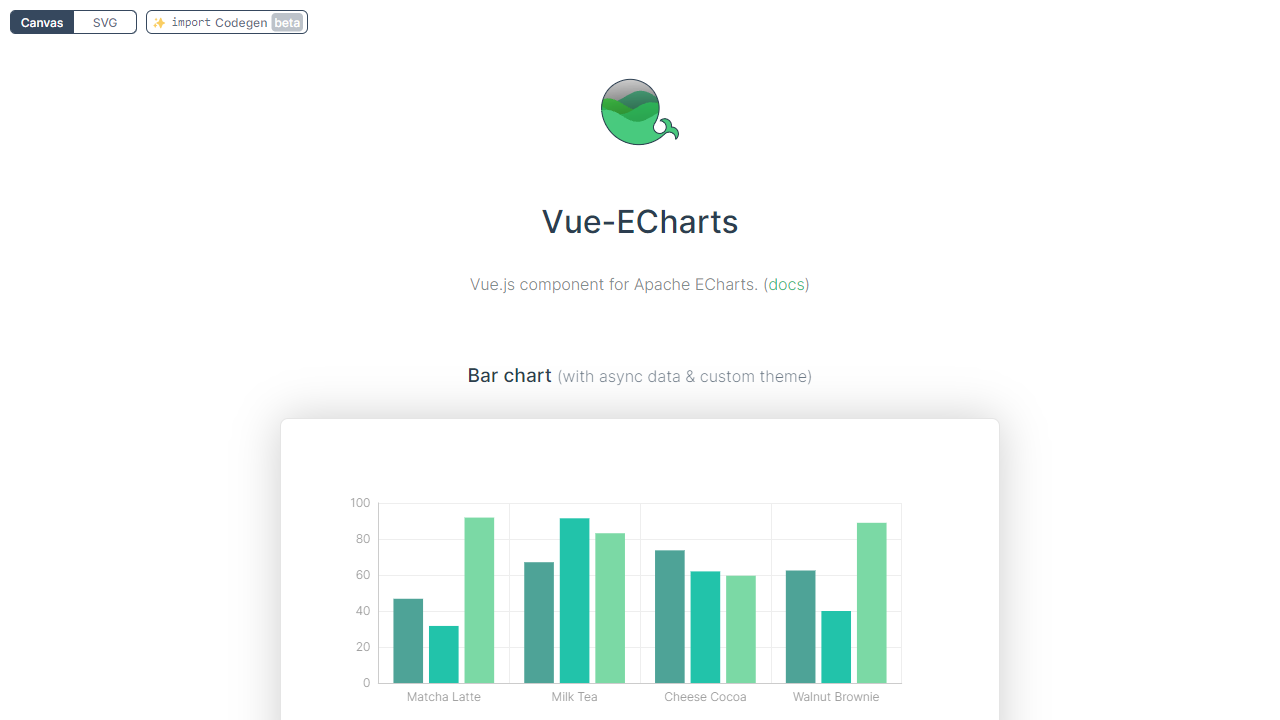 Canvas SVG ✨ import Codegen beta
Vue-ECharts
Vue.js component for Apache ECharts. (docs)
Bar chart (with async data & custom theme)
100
80
60
40
20
0
Matcha Latte Milk Tea Cheese Cocoa Walnut Brownie